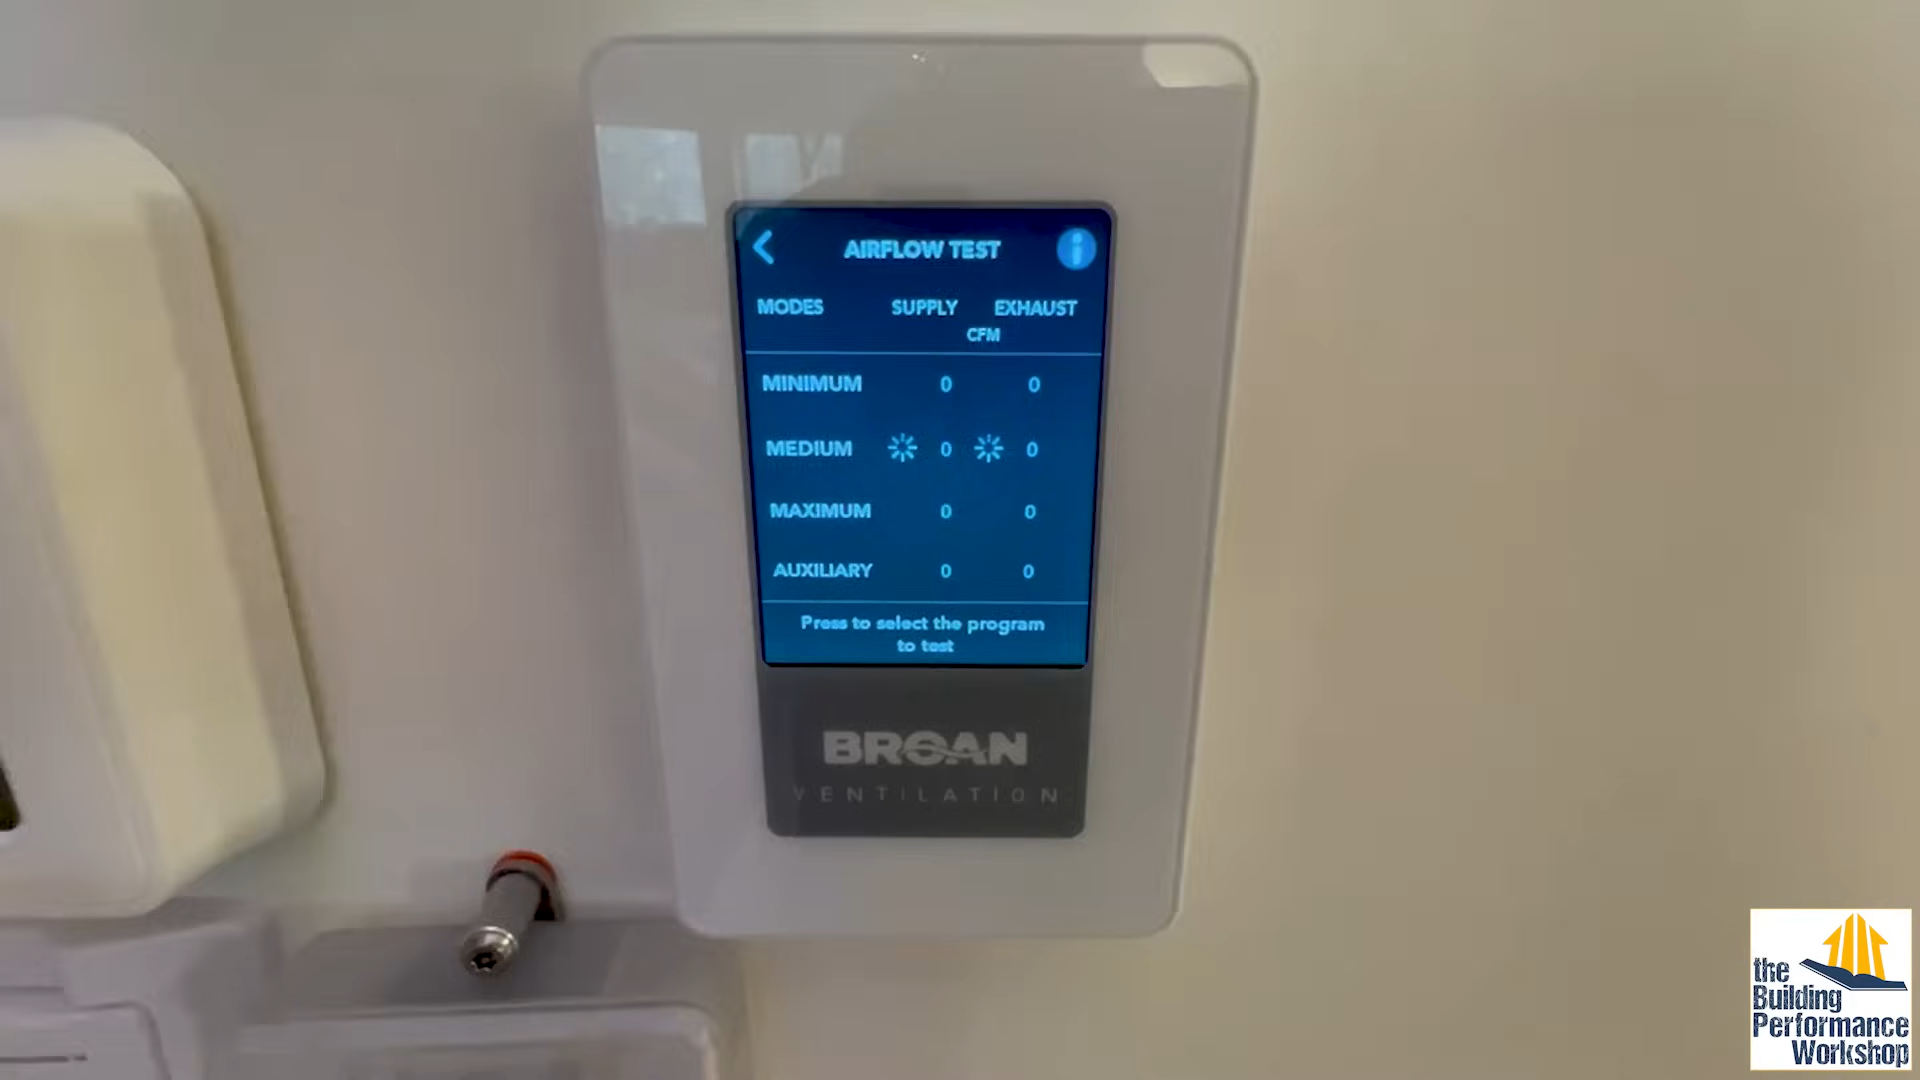 AIRFLOW TEST
MODES SUPPLY EXHAUST
CFM
MINIMUM 0 0
MEDIUM 0 0
MAXIMUM 0 0
AUXILIARY 0 0
Press to select the program
to test
BROAN
VENTILATION
the
Building
Performance
Workshop